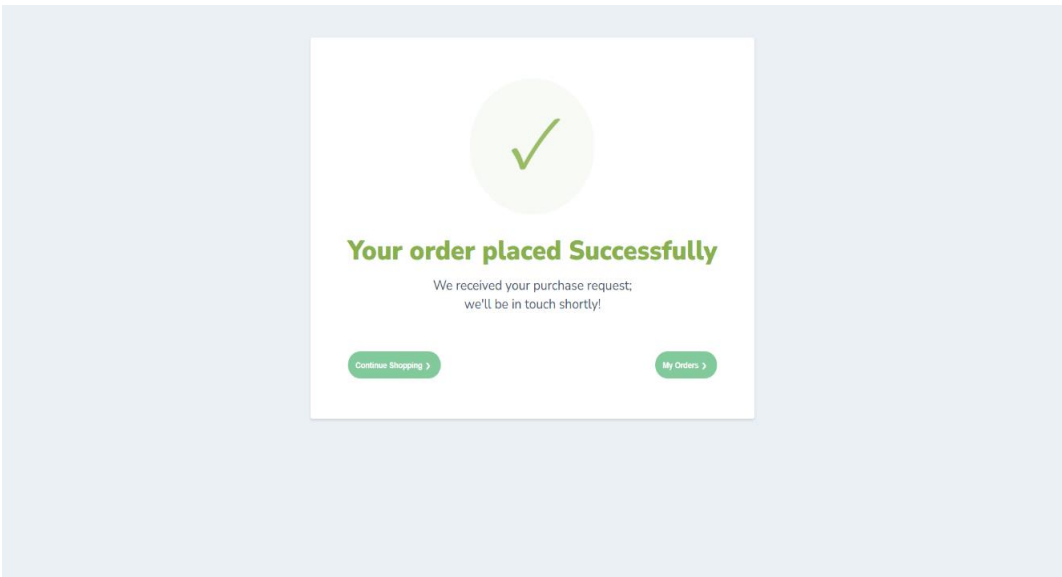 Your order placed Successfully
We received your purchase request;
we'll be in touch shortly!
Continue Shopping ❯
My Orders ❯